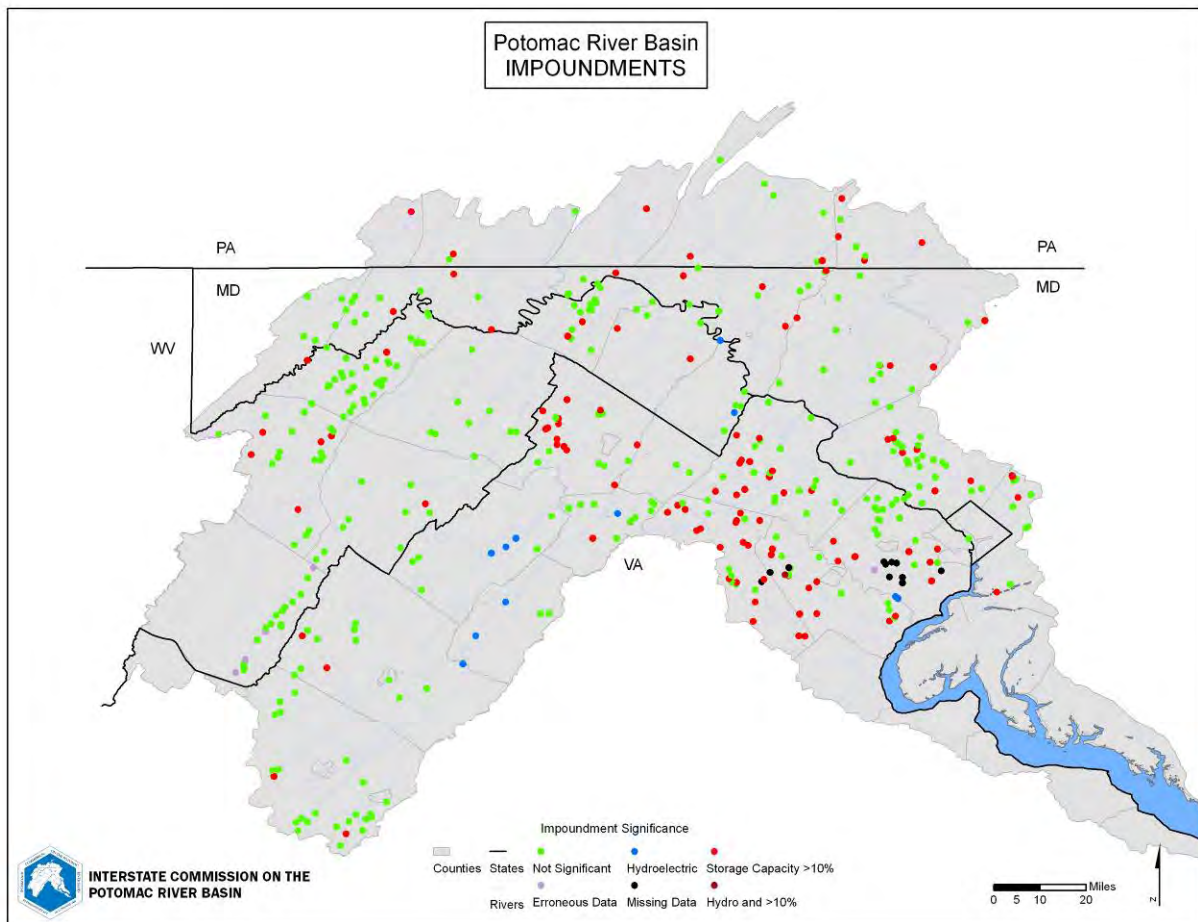 Potomac River Basin
IMPOUNDMENTS
PA
PA
MD
MD
WV
VA
Impoundment Significance
Counties
States
Not Significant
Hydroelectric
Storage Capacity >10%
Rivers
Erroneous Data
Missing Data
Hydro and >10%
INTERSTATE COMMISSION ON THE
POTOMAC RIVER BASIN
Miles
0 5 10 20
N